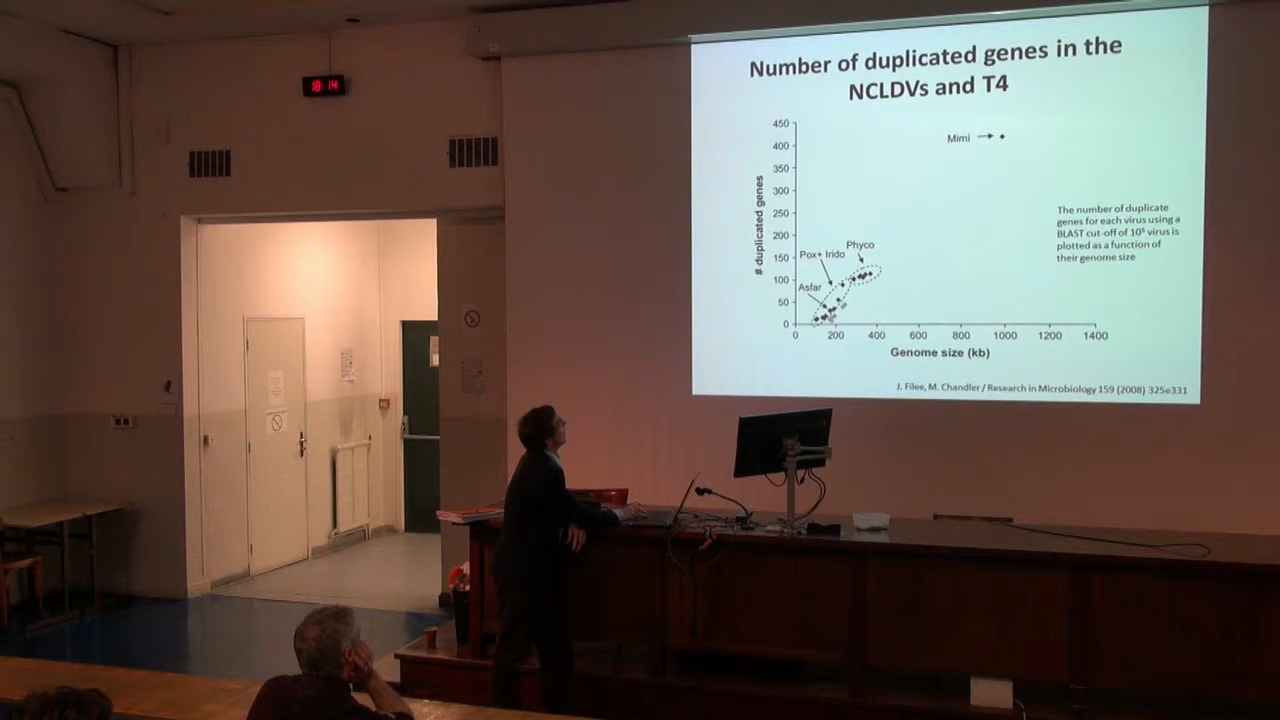 18 14
Number of duplicated genes in the
NCLDVs and T4
450
400
350
300
250
200
150
100
50
0
# duplicated genes
Mimi
Phyco
Pox+ Irido
Asfar
0 200 400 600 800 1000 1200 1400
Genome size (kb)
The number of duplicate
genes for each virus using a
BLAST cut-off of 10⁵ virus is
plotted as a function of
their genome size
J. Filee, M. Chandler / Research in Microbiology 159 (2008) 325e331